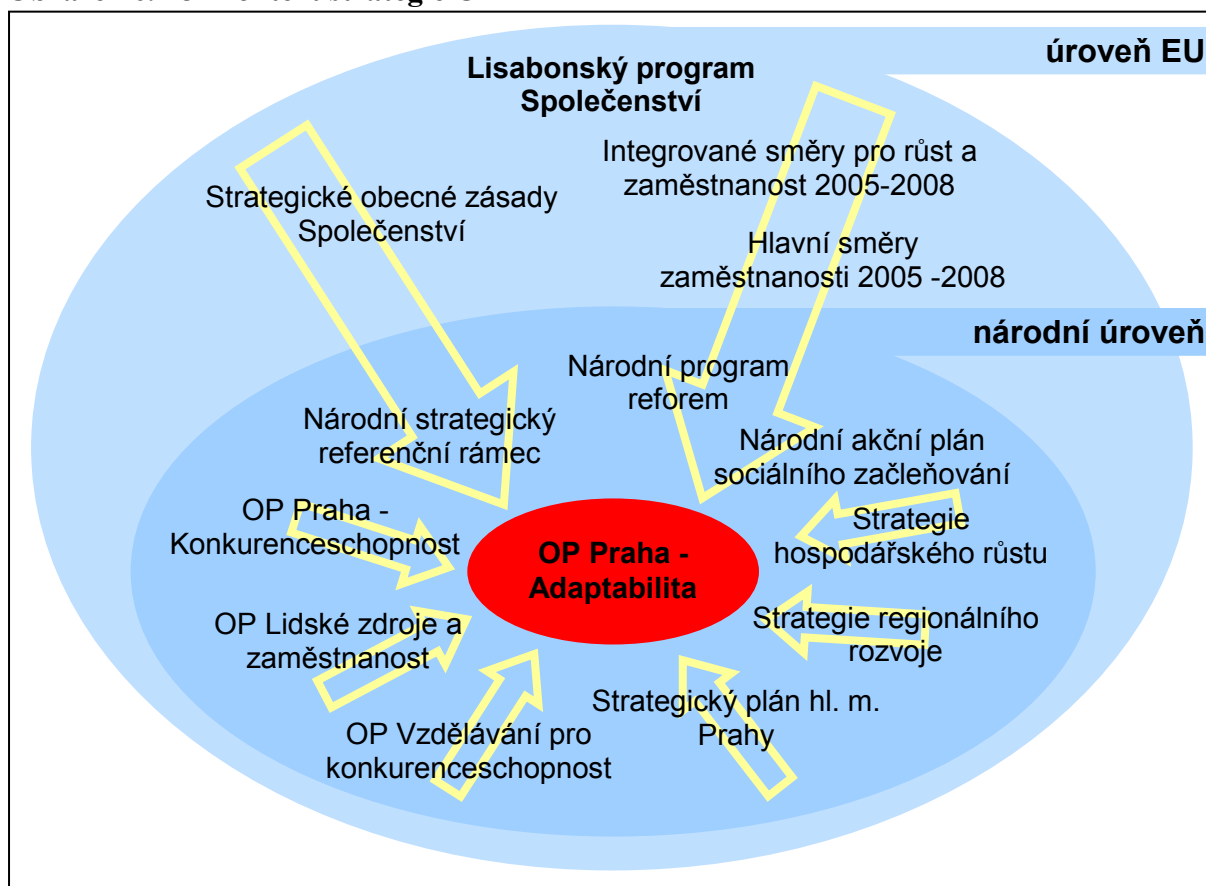 úroveň EU
Lisabonský program
Společenství
Integrované směry pro růst a
zaměstnanost 2005-2008
Strategické obecné zásady
Společenství
Hlavní směry
zaměstnanosti 2005 -2008
národní úroveň
Národní program
reforem
Národní strategický
referenční rámec
Národní akční plán
sociálního začleňování
OP Praha -
Konkurenceschopnost
Strategie
hospodářského růstu
OP Praha -
Adaptabilita
OP Lidské zdroje a
zaměstnanost
Strategie regionálního
rozvoje
Strategický plán hl. m.
Prahy
OP Vzdělávání pro
konkurenceschopnost